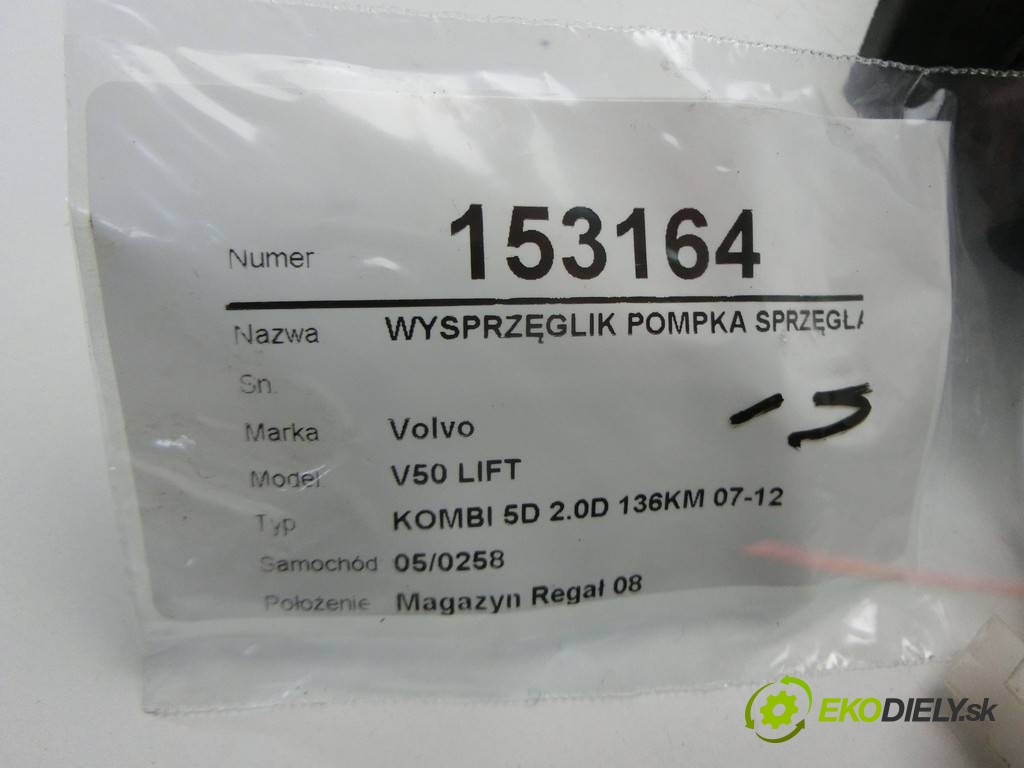 Numer 153164
Nazwa WYSPRZĘGLIK POMPKA SPRZĘGLA
Sn.
Marka Volvo
Model V50 LIFT
Typ KOMBI 5D 2.0D 136KM 07-12
Samochód 05/0258
Położenie Magazyn Regał 08
EKODIELY.sk